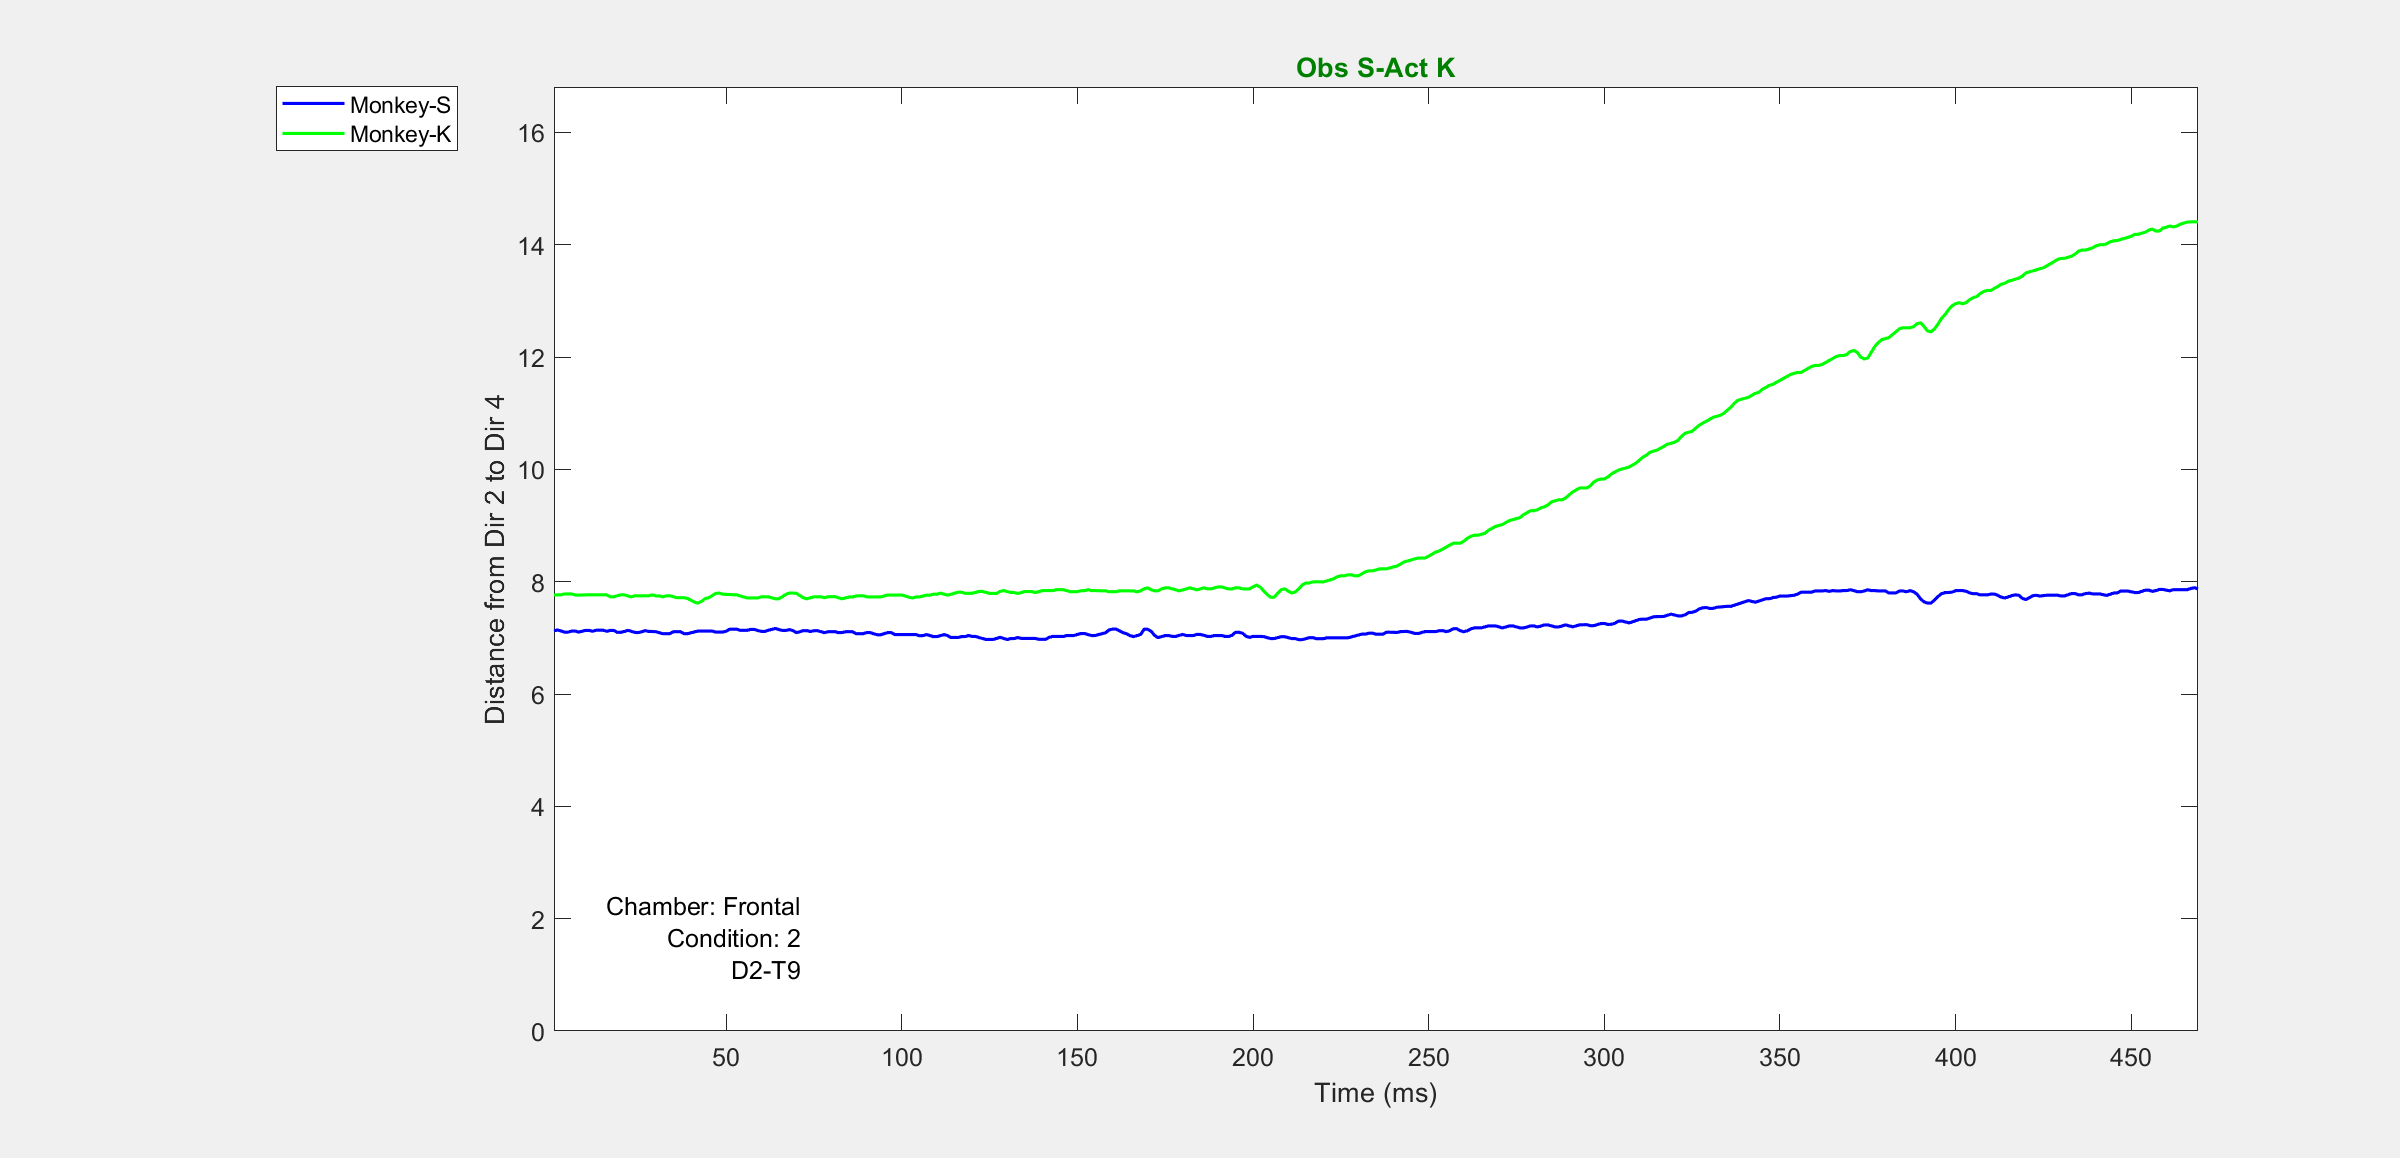 Obs S-Act K
Monkey-S
Monkey-K
16
14
12
10
8
6
4
2
0
Distance from Dir 2 to Dir 4
Chamber: Frontal
Condition: 2
D2-T9
50 100 150 200 250 300 350 400 450
Time (ms)